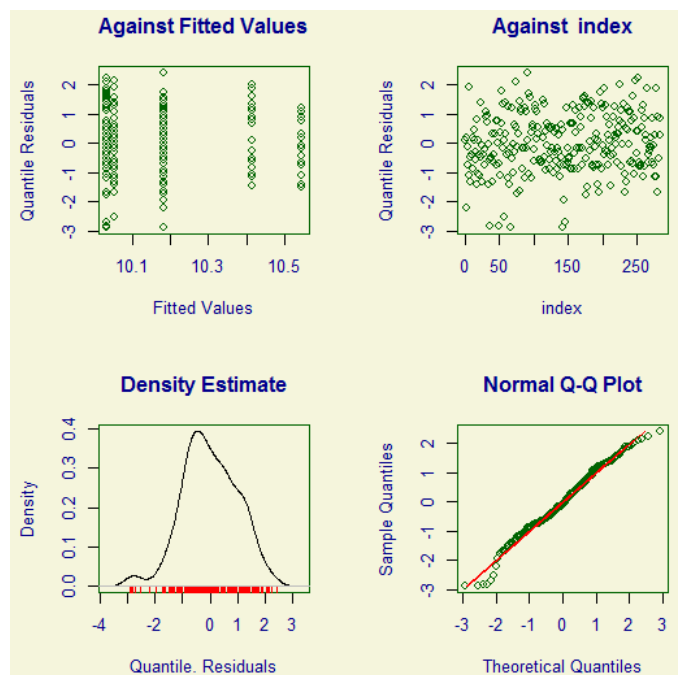 Against Fitted Values
Quantile Residuals
2
1
0
-1
-2
-3
10.1 10.3 10.5
Fitted Values
Against index
Quantile Residuals
2
1
0
-1
-2
-3
0 50 150 250
index
Density Estimate
Density
0.4
0.3
0.2
0.1
0.0
-4 -2 0 1 2 3
Quantile. Residuals
Normal Q-Q Plot
Sample Quantiles
2
1
0
-1
-2
-3
-3 -2 -1 0 1 2 3
Theoretical Quantiles